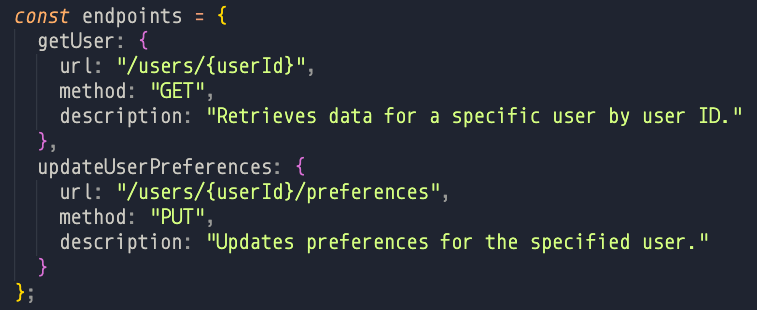 const endpoints = {
  getUser: {
    url: "/users/{userId}",
    method: "GET",
    description: "Retrieves data for a specific user by user ID."
  },
  updateUserPreferences: {
    url: "/users/{userId}/preferences",
    method: "PUT",
    description: "Updates preferences for the specified user."
  }
};